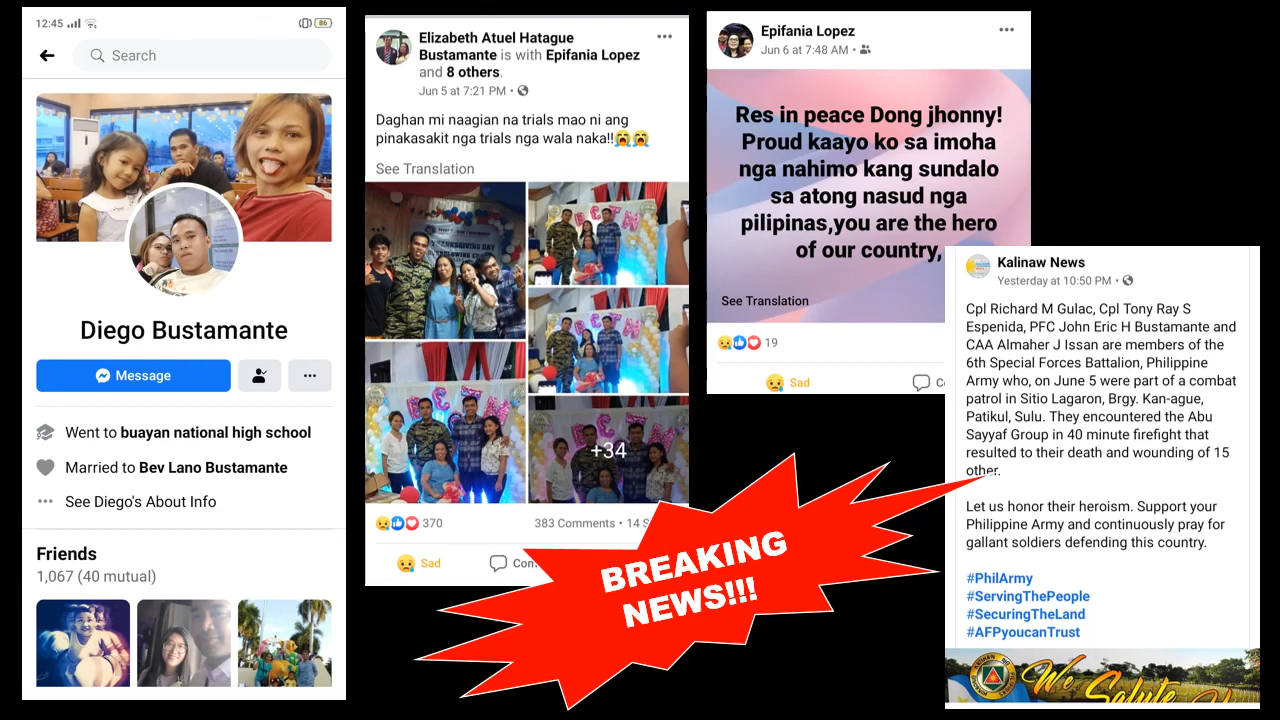 12:45
86
Search
Diego Bustamante
Message
Went to buayan national high school
Married to Bev Lano Bustamante
See Diego's About Info
Friends
1,067 (40 mutual)
Elizabeth Atuel Hatague
Bustamante is with Epifania Lopez
and 8 others.
Jun 5 at 7:21 PM
Daghan mi naagian na trials mao ni ang
pinakasakit nga trials nga wala naka!!
See Translation
THANKSGIVING DAY
+34
370
383 Comments • 14 S
Sad
Epifania Lopez
Jun 6 at 7:48 AM
Res in peace Dong jhonny!
Proud kaayo ko sa imoha
nga nahimo kang sundalo
sa atong nasud nga
pilipinas,you are the hero
of our country,
See Translation
19
Sad
Kalinaw News
Yesterday at 10:50 PM
Cpl Richard M Gulac, Cpl Tony Ray S
Espenida, PFC John Eric H Bustamante and
CAA Almaher J Issan are members of the
6th Special Forces Battalion, Philippine
Army who, on June 5 were part of a combat
patrol in Sitio Lagaron, Brgy. Kan-ague,
Patikul, Sulu. They encountered the Abu
Sayyaf Group in 40 minute firefight that
resulted to their death and wounding of 15
other.
Let us honor their heroism. Support your
Philippine Army and continuously pray for
gallant soldiers defending this country.
#PhilArmy
#ServingThePeople
#SecuringTheLand
#AFPyoucanTrust
We Salute
BREAKING
NEWS!!!